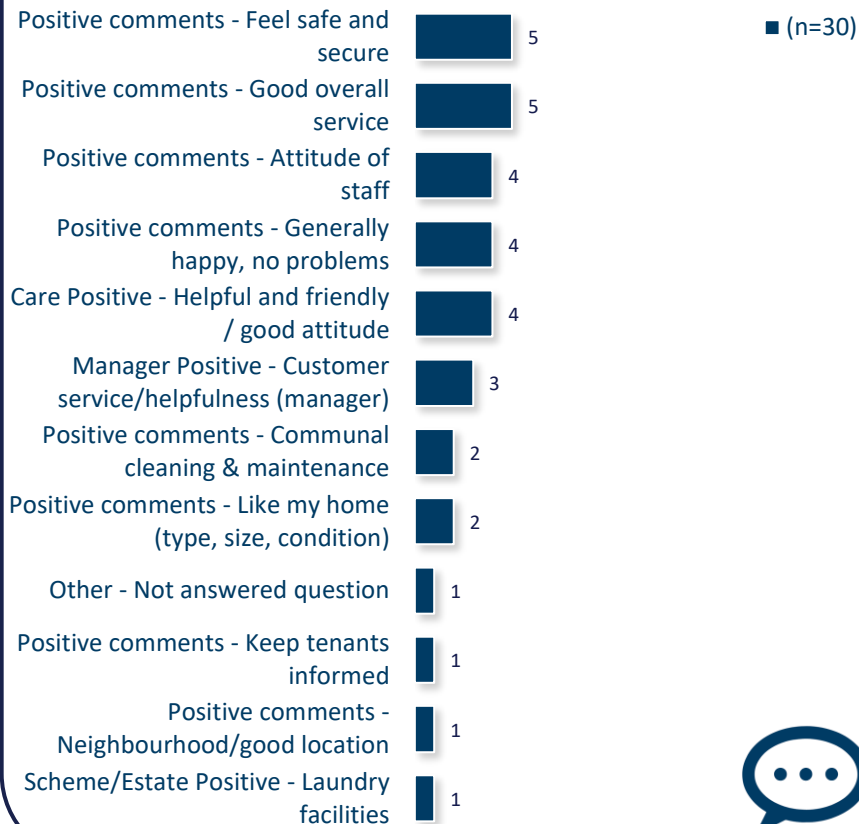 Positive comments - Feel safe and
secure
5
(n=30)
Positive comments - Good overall
service
5
Positive comments - Attitude of
staff
4
Positive comments - Generally
happy, no problems
4
Care Positive - Helpful and friendly
/ good attitude
4
Manager Positive - Customer
service/helpfulness (manager)
3
Positive comments - Communal
cleaning & maintenance
2
Positive comments - Like my home
(type, size, condition)
2
Other - Not answered question
1
Positive comments - Keep tenants
informed
1
Positive comments -
Neighbourhood/good location
1
Scheme/Estate Positive - Laundry
facilities
1